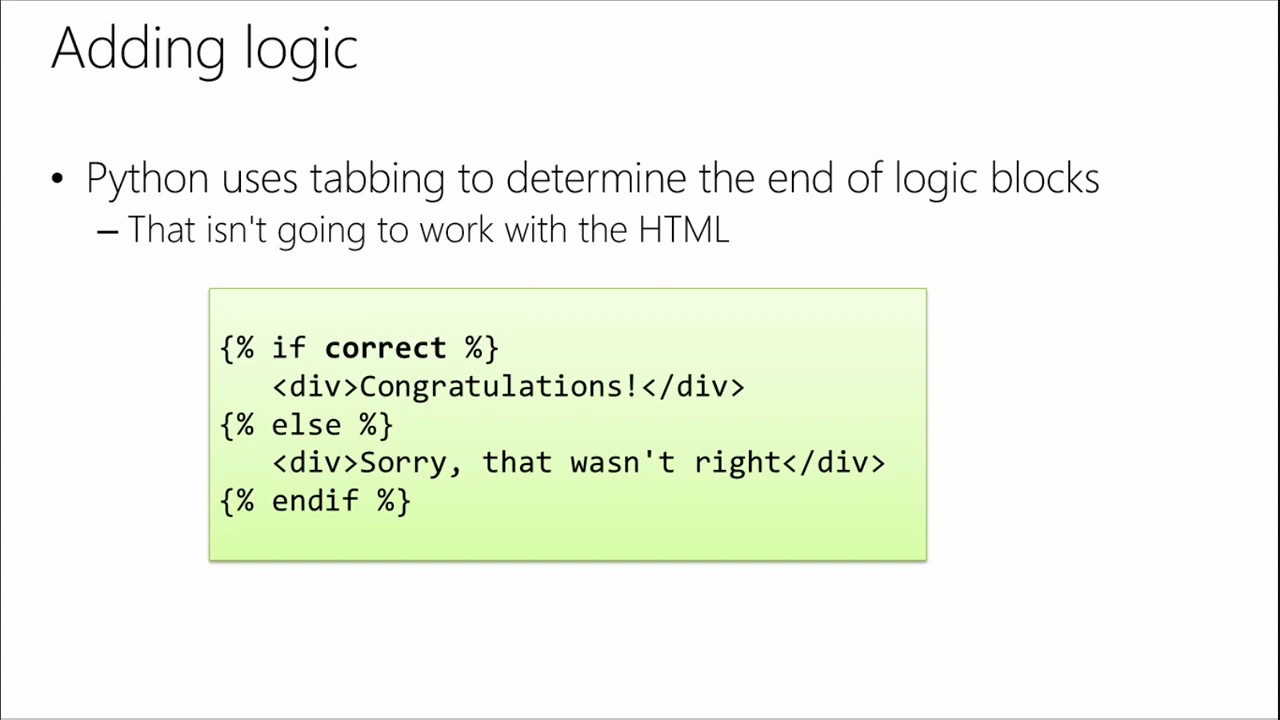 Adding logic
• Python uses tabbing to determine the end of logic blocks
– That isn't going to work with the HTML
{% if correct %}
<div>Congratulations!</div>
{% else %}
<div>Sorry, that wasn't right</div>
{% endif %}